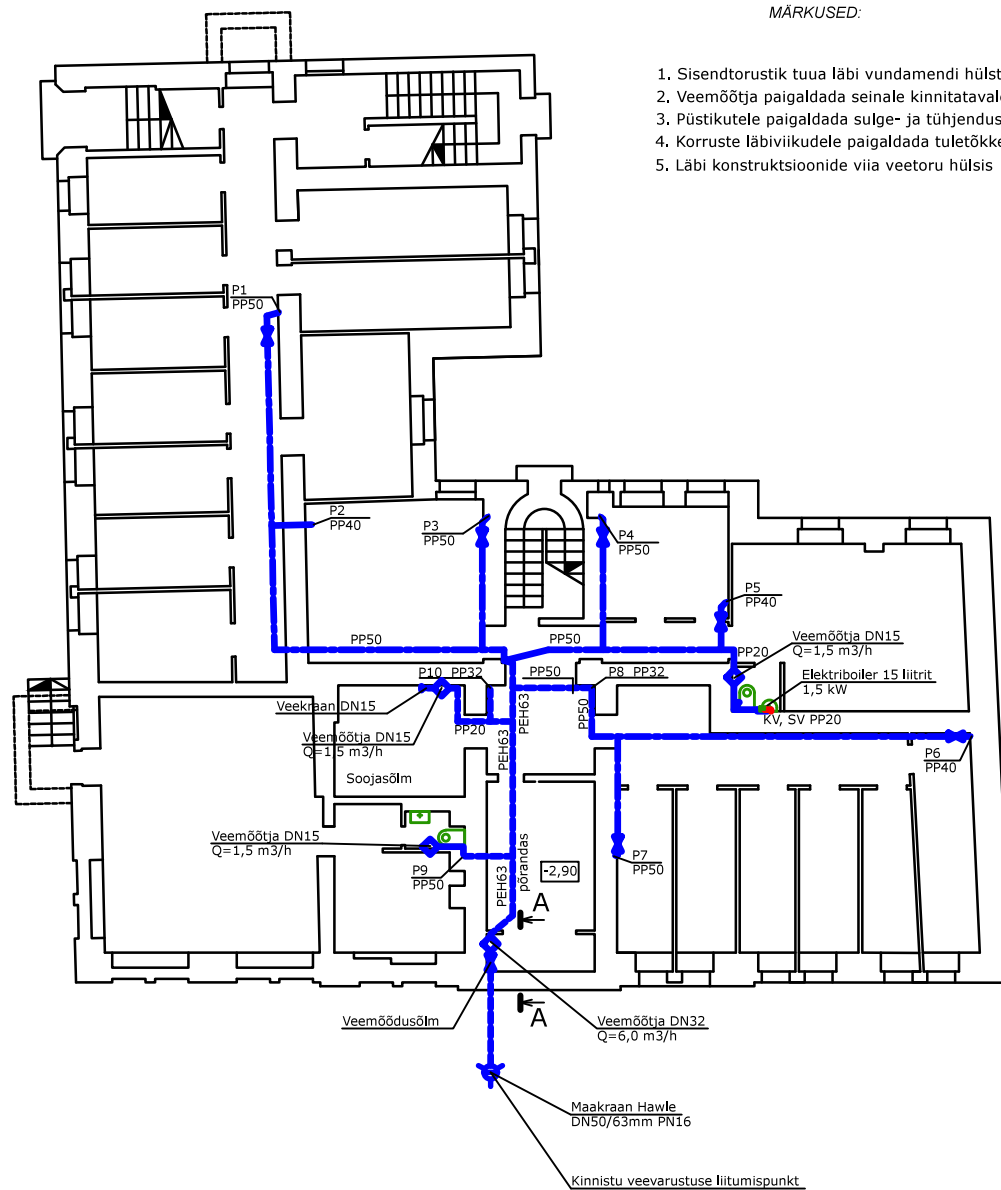 MÄRKUSED:
1. Sisendtorustik tuua läbi vundamendi
2. Veemõõtja paigaldada seinale
3. Püstikutele paigaldada sulge- ja
4. Korruste läbiviikudele paigaldada
5. Läbi konstruktsioonide viia veetoru hülsis
P1
PP50
P2
PP40
P3
PP50
P4
PP50
P5
PP40
PP50
PP50
PP20
Veemõõtja DN15
Q=1,5 m3/h
Elektriboiler 15 liitrit
1,5 kW
KV, SV PP20
P10 PP32
PP50
P8 PP32
Veekraan DN15
PP20
PEH63
PEH63
PP50
Veemõõtja DN15
Q=1,5 m3/h
Soojasõlm
P6
PP40
Veemõõtja DN15
Q=1,5 m3/h
P9
PP50
PEH63
põrandas
-2,90
P7
PP50
A
A
Veemõõdusõlm
Veemõõtja DN32
Q=6,0 m3/h
Maakraan Hawle
DN50/63mm PN16
Kinnistu veevarustuse liitumispunkt